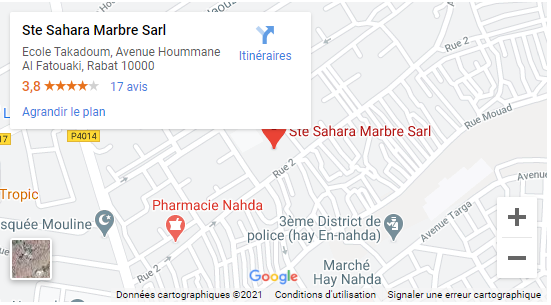 Ste Sahara Marbre Sarl
Ecole Takadoum, Avenue Hoummane
Al Fatouaki, Rabat 10000
Itinéraires
3,8 17 avis
Agrandir le plan
Rue 2
Rue Mouad
L
17
P4014
Ste Sahara Marbre Sarl
Rue 2
Tropic
Pharmacie Nahda
Avenue Targa
Avenue
squée Mouline
3ème District de
police (hay En-nahda)
Rue 2
Marché
Hay Nahda
Google
+
−
Données cartographiques ©2021 Conditions d'utilisation Signaler une erreur cartographique